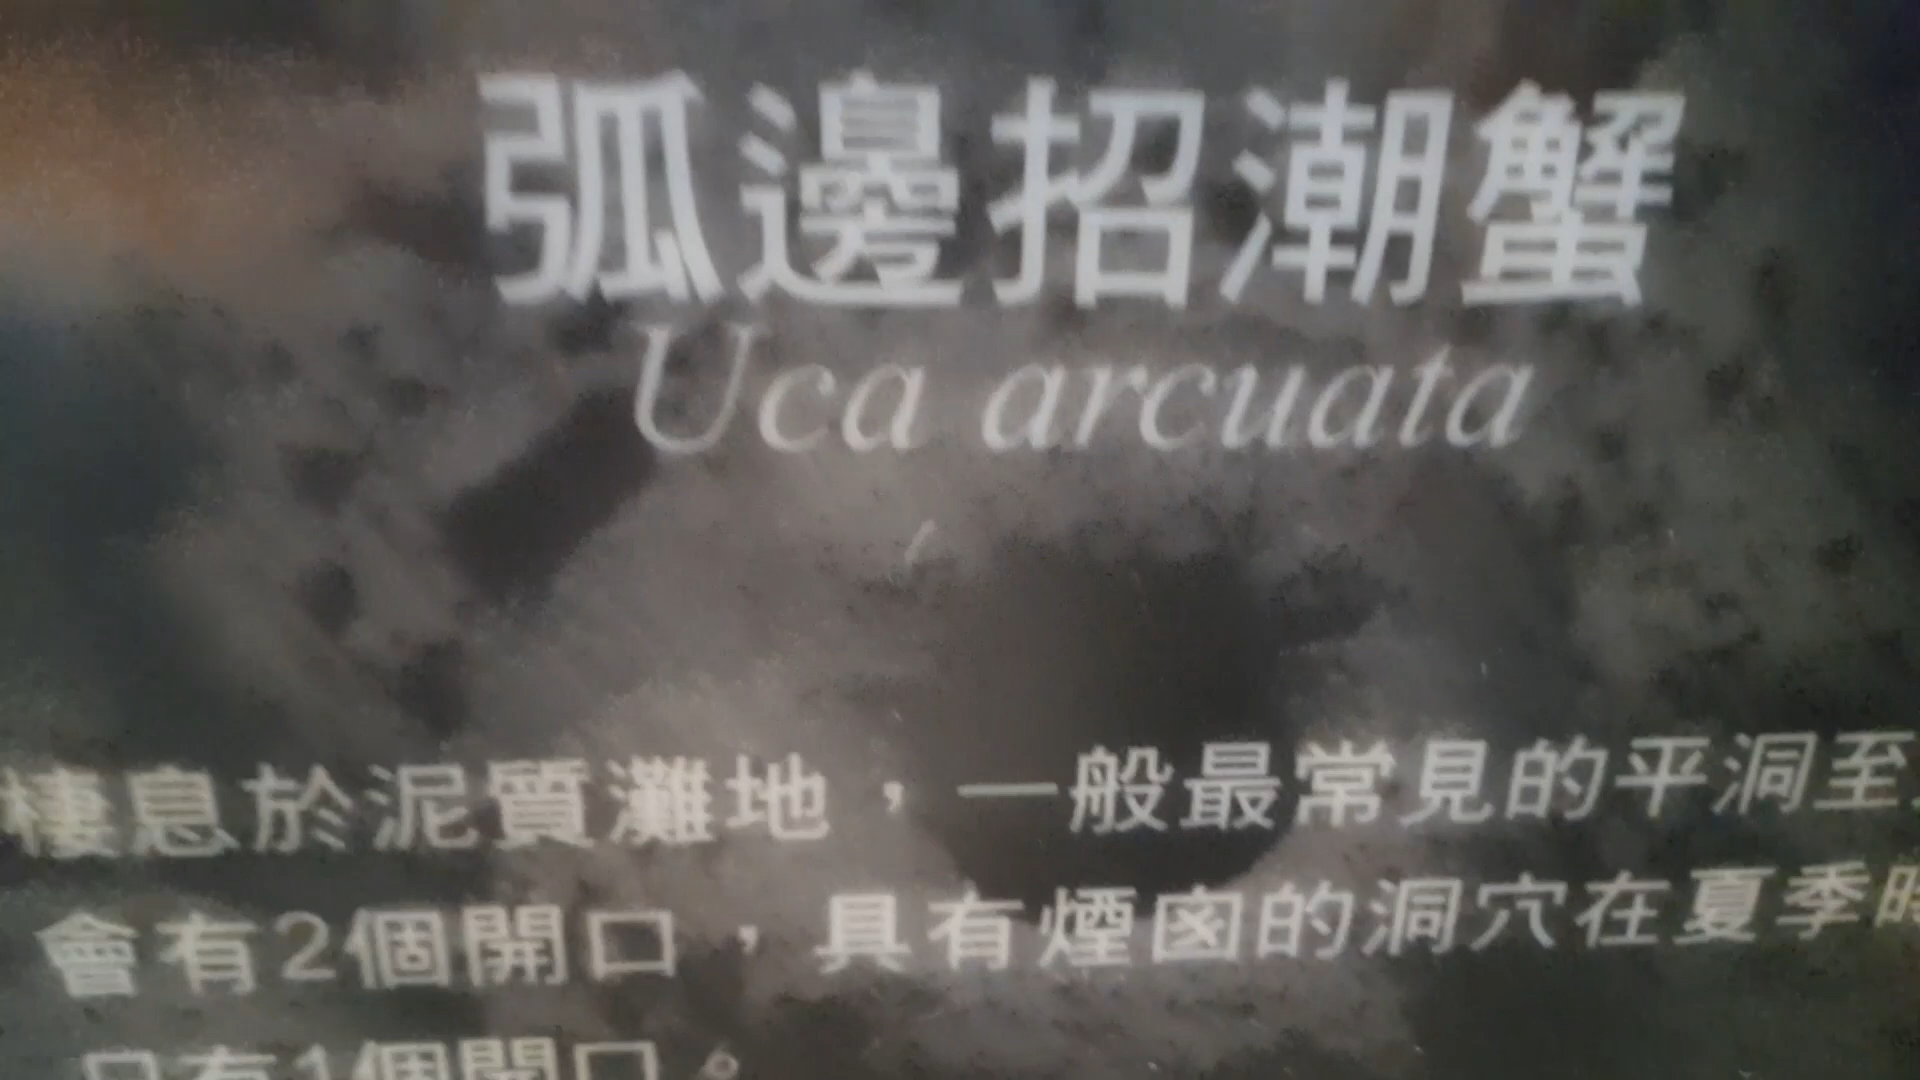 弧邊招潮蟹
Uca arcuata
棲息於泥質灘地，一般最常見的平洞至
會有2個開口，具有煙囪的洞穴在夏季時
只有1個開口。